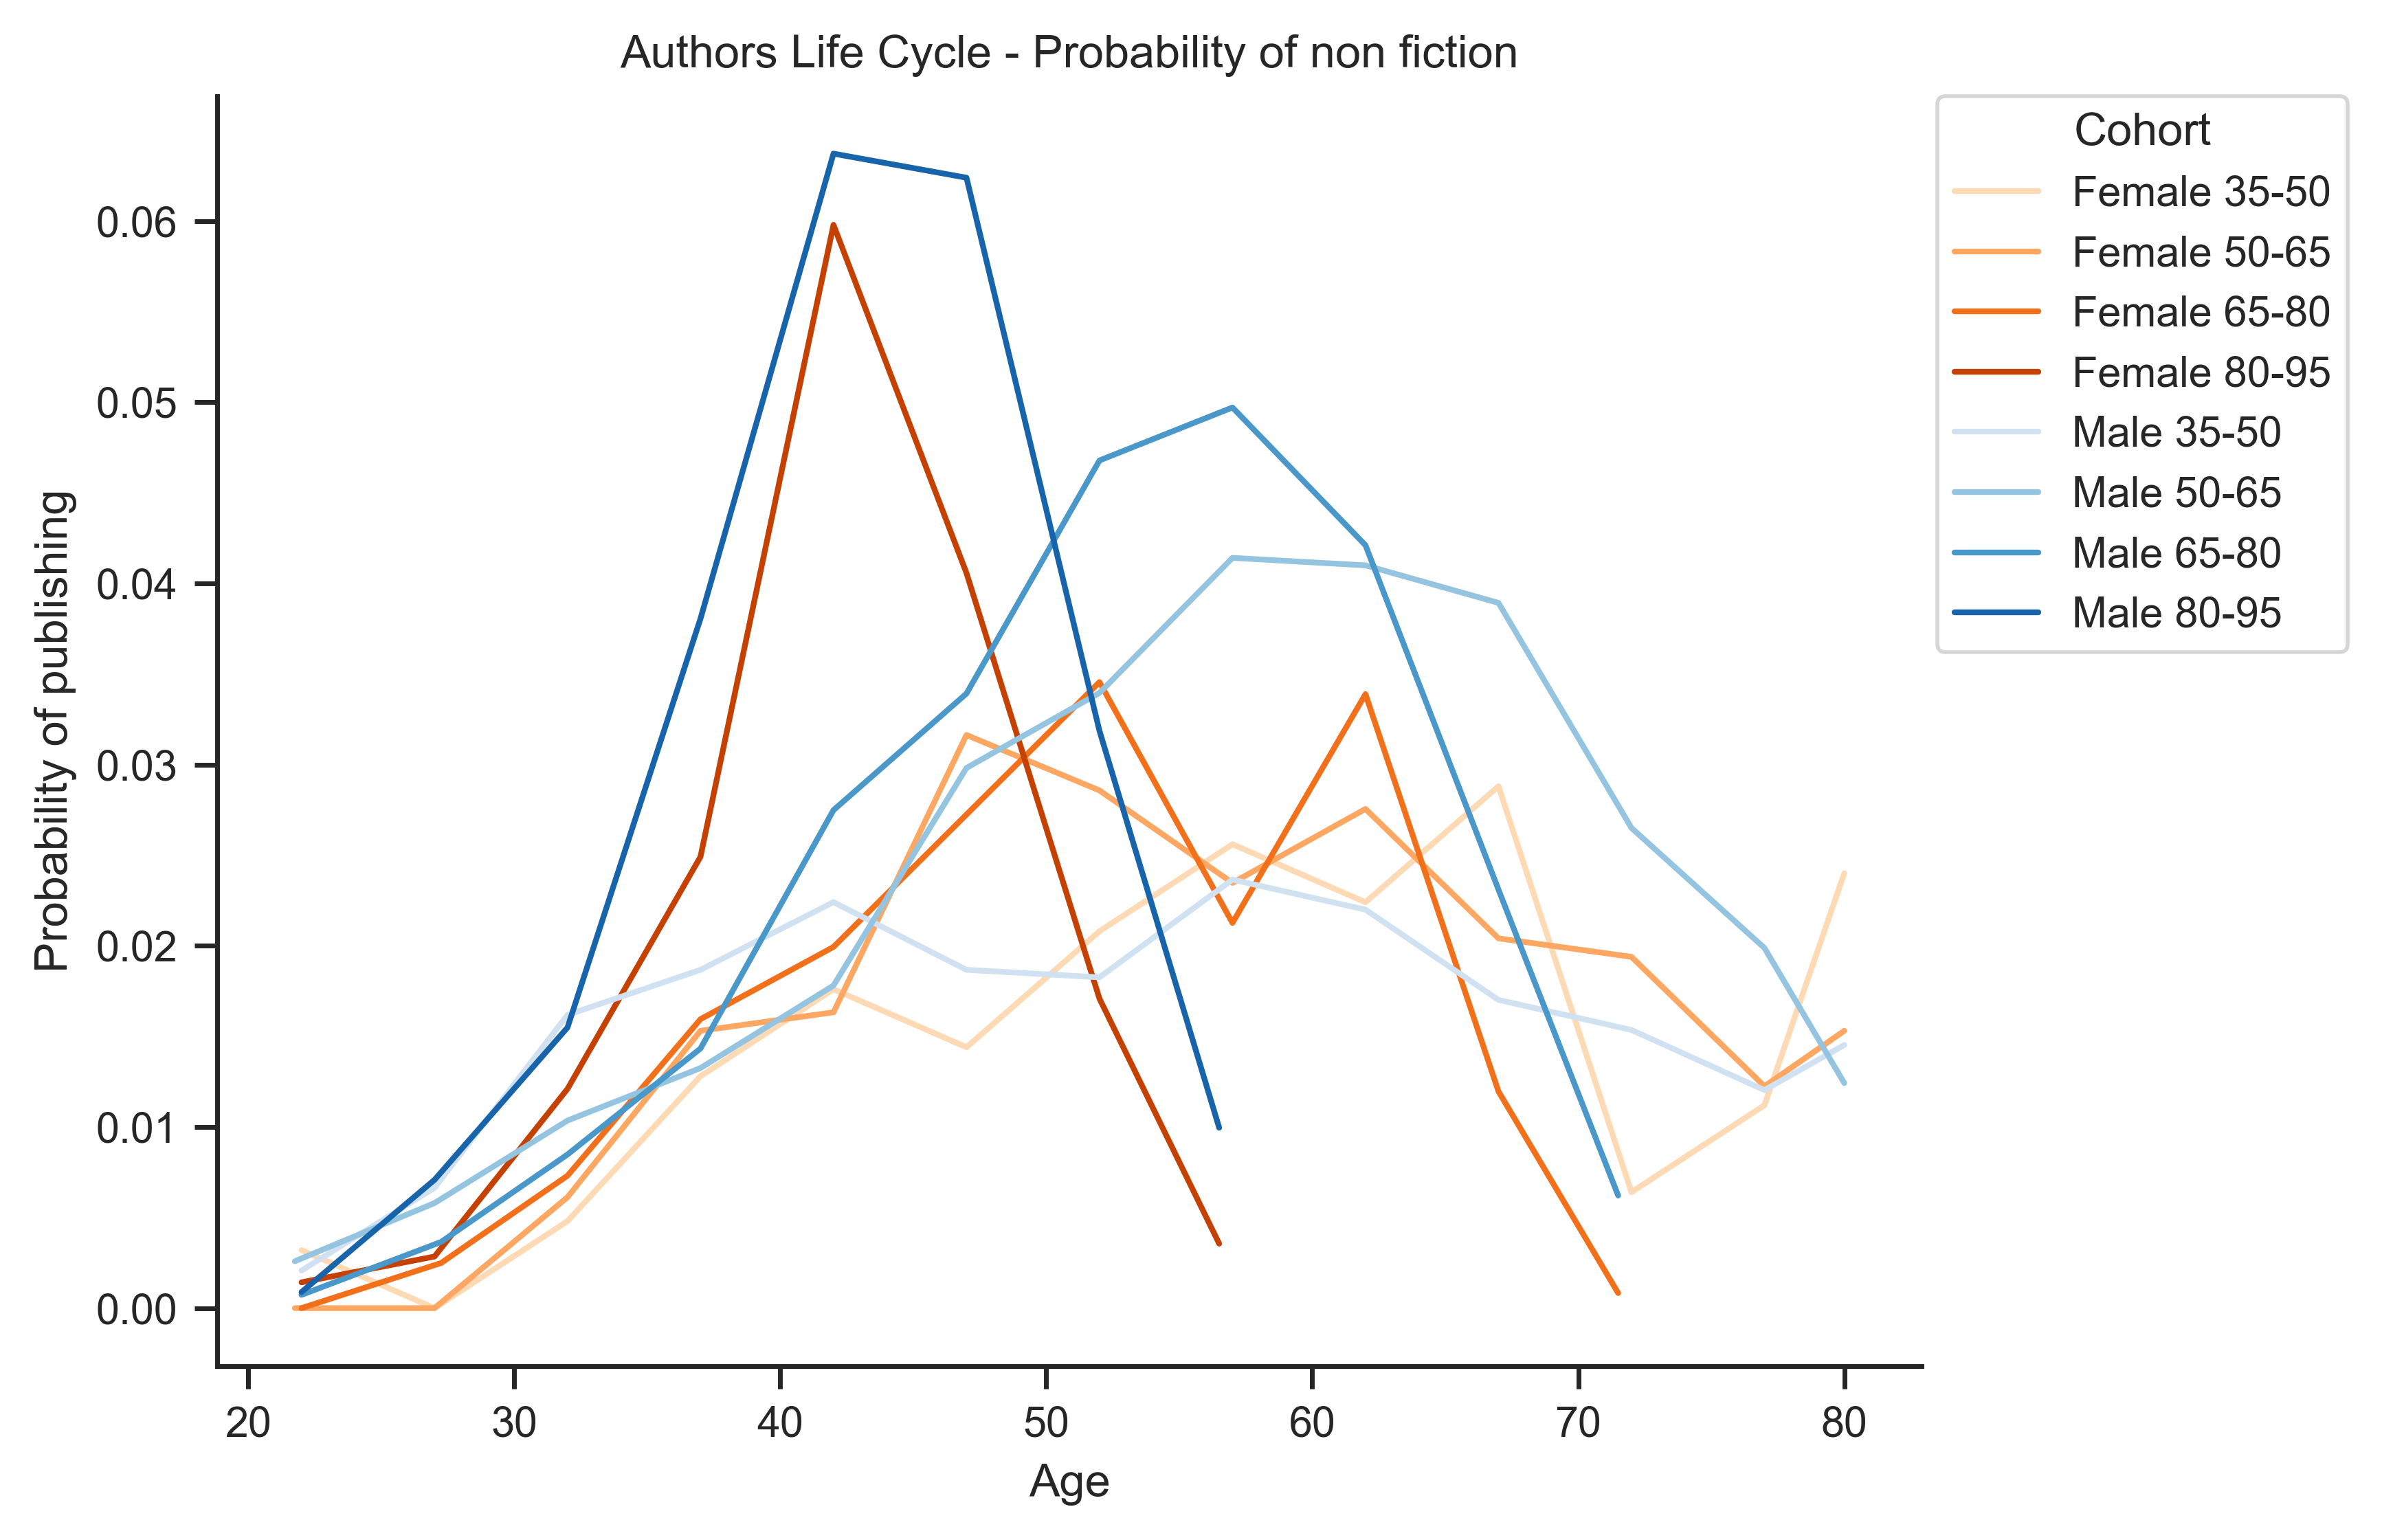 Authors Life Cycle - Probability of non fiction
Cohort
Female 35-50
Female 50-65
Female 65-80
Female 80-95
Male 35-50
Male 50-65
Male 65-80
Male 80-95
Probability of publishing
0.06
0.05
0.04
0.03
0.02
0.01
0.00
20 30 40 50 60 70 80
Age